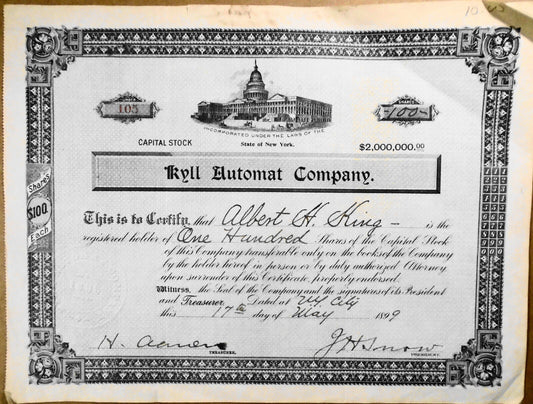 10.45
105
100
INCORPORATED UNDER THE LAWS OF THE
State of New York.
CAPITAL STOCK
$2,000,000.00
Kyll Automat Company.
Shares
$100
Each
This is to Certify, that Albert H. King is the
registered holder of One Hundred Shares of the Capital Stock
of this Company transferable only on the books of the Company
by the holder hereof in person or by duly authorized Attorney
upon surrender of this Certificate properly endorsed.
Witness, the Seal of the Company and the signatures of its President
and Treasurer. Dated at NY City
this 17th day of May 1899
H.
J H Snow
TREASURER.
PRESIDENT.